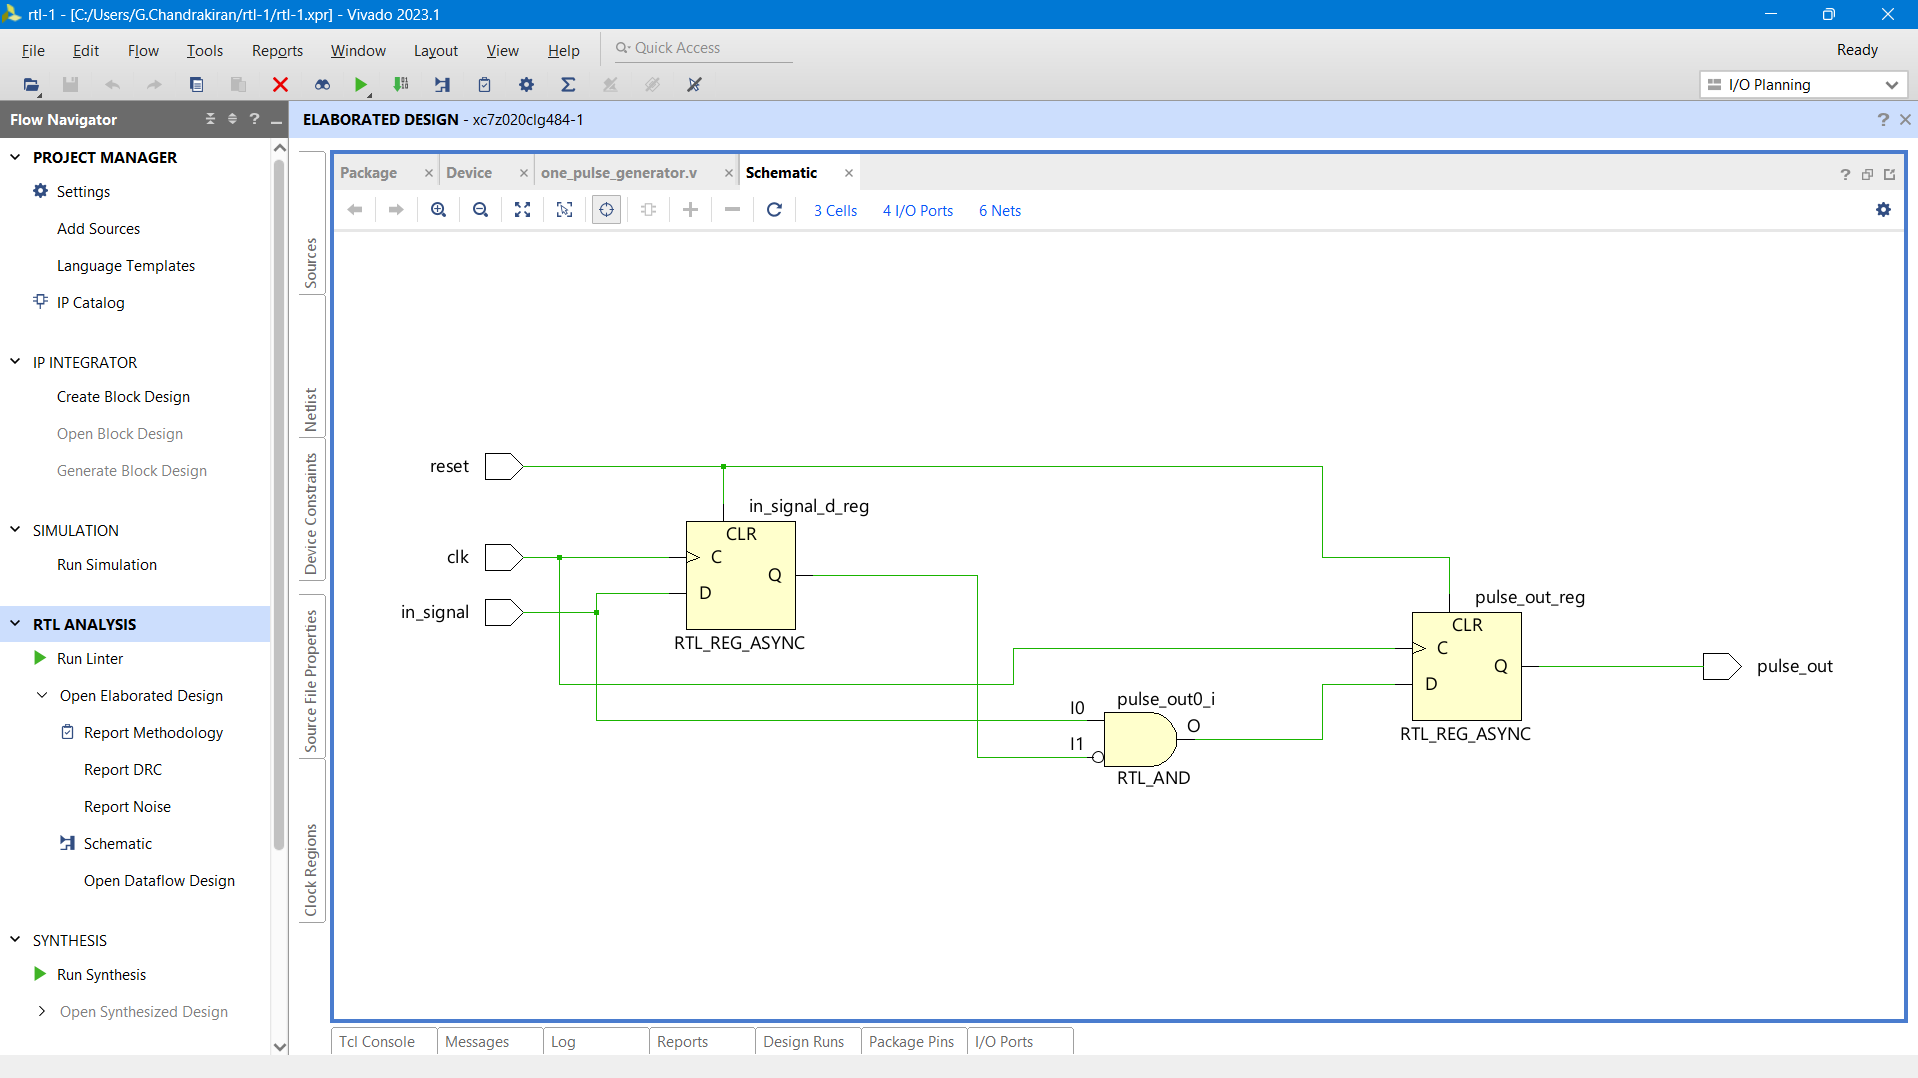 rtl-1 - [C:/Users/G.Chandrakiran/rtl-1/rtl-1.xpr] - Vivado 2023.1
File Edit Flow Tools Reports Window Layout View Help Quick Access Ready
I/O Planning
Flow Navigator
ELABORATED DESIGN - xc7z020clg484-1
PROJECT MANAGER
Settings
Add Sources
Language Templates
IP Catalog
IP INTEGRATOR
Create Block Design
Open Block Design
Generate Block Design
SIMULATION
Run Simulation
RTL ANALYSIS
Run Linter
Open Elaborated Design
Report Methodology
Report DRC
Report Noise
Schematic
Open Dataflow Design
SYNTHESIS
Run Synthesis
Open Synthesized Design
Sources
Netlist
Device Constraints
Source File Properties
Clock Regions
Package Device one_pulse_generator.v Schematic
3 Cells 4 I/O Ports 6 Nets
reset
clk
in_signal
in_signal_d_reg
CLR
C
Q
D
RTL_REG_ASYNC
pulse_out0_i
I0
I1
O
RTL_AND
pulse_out_reg
CLR
C
Q
D
RTL_REG_ASYNC
pulse_out
Tcl Console Messages Log Reports Design Runs Package Pins I/O Ports